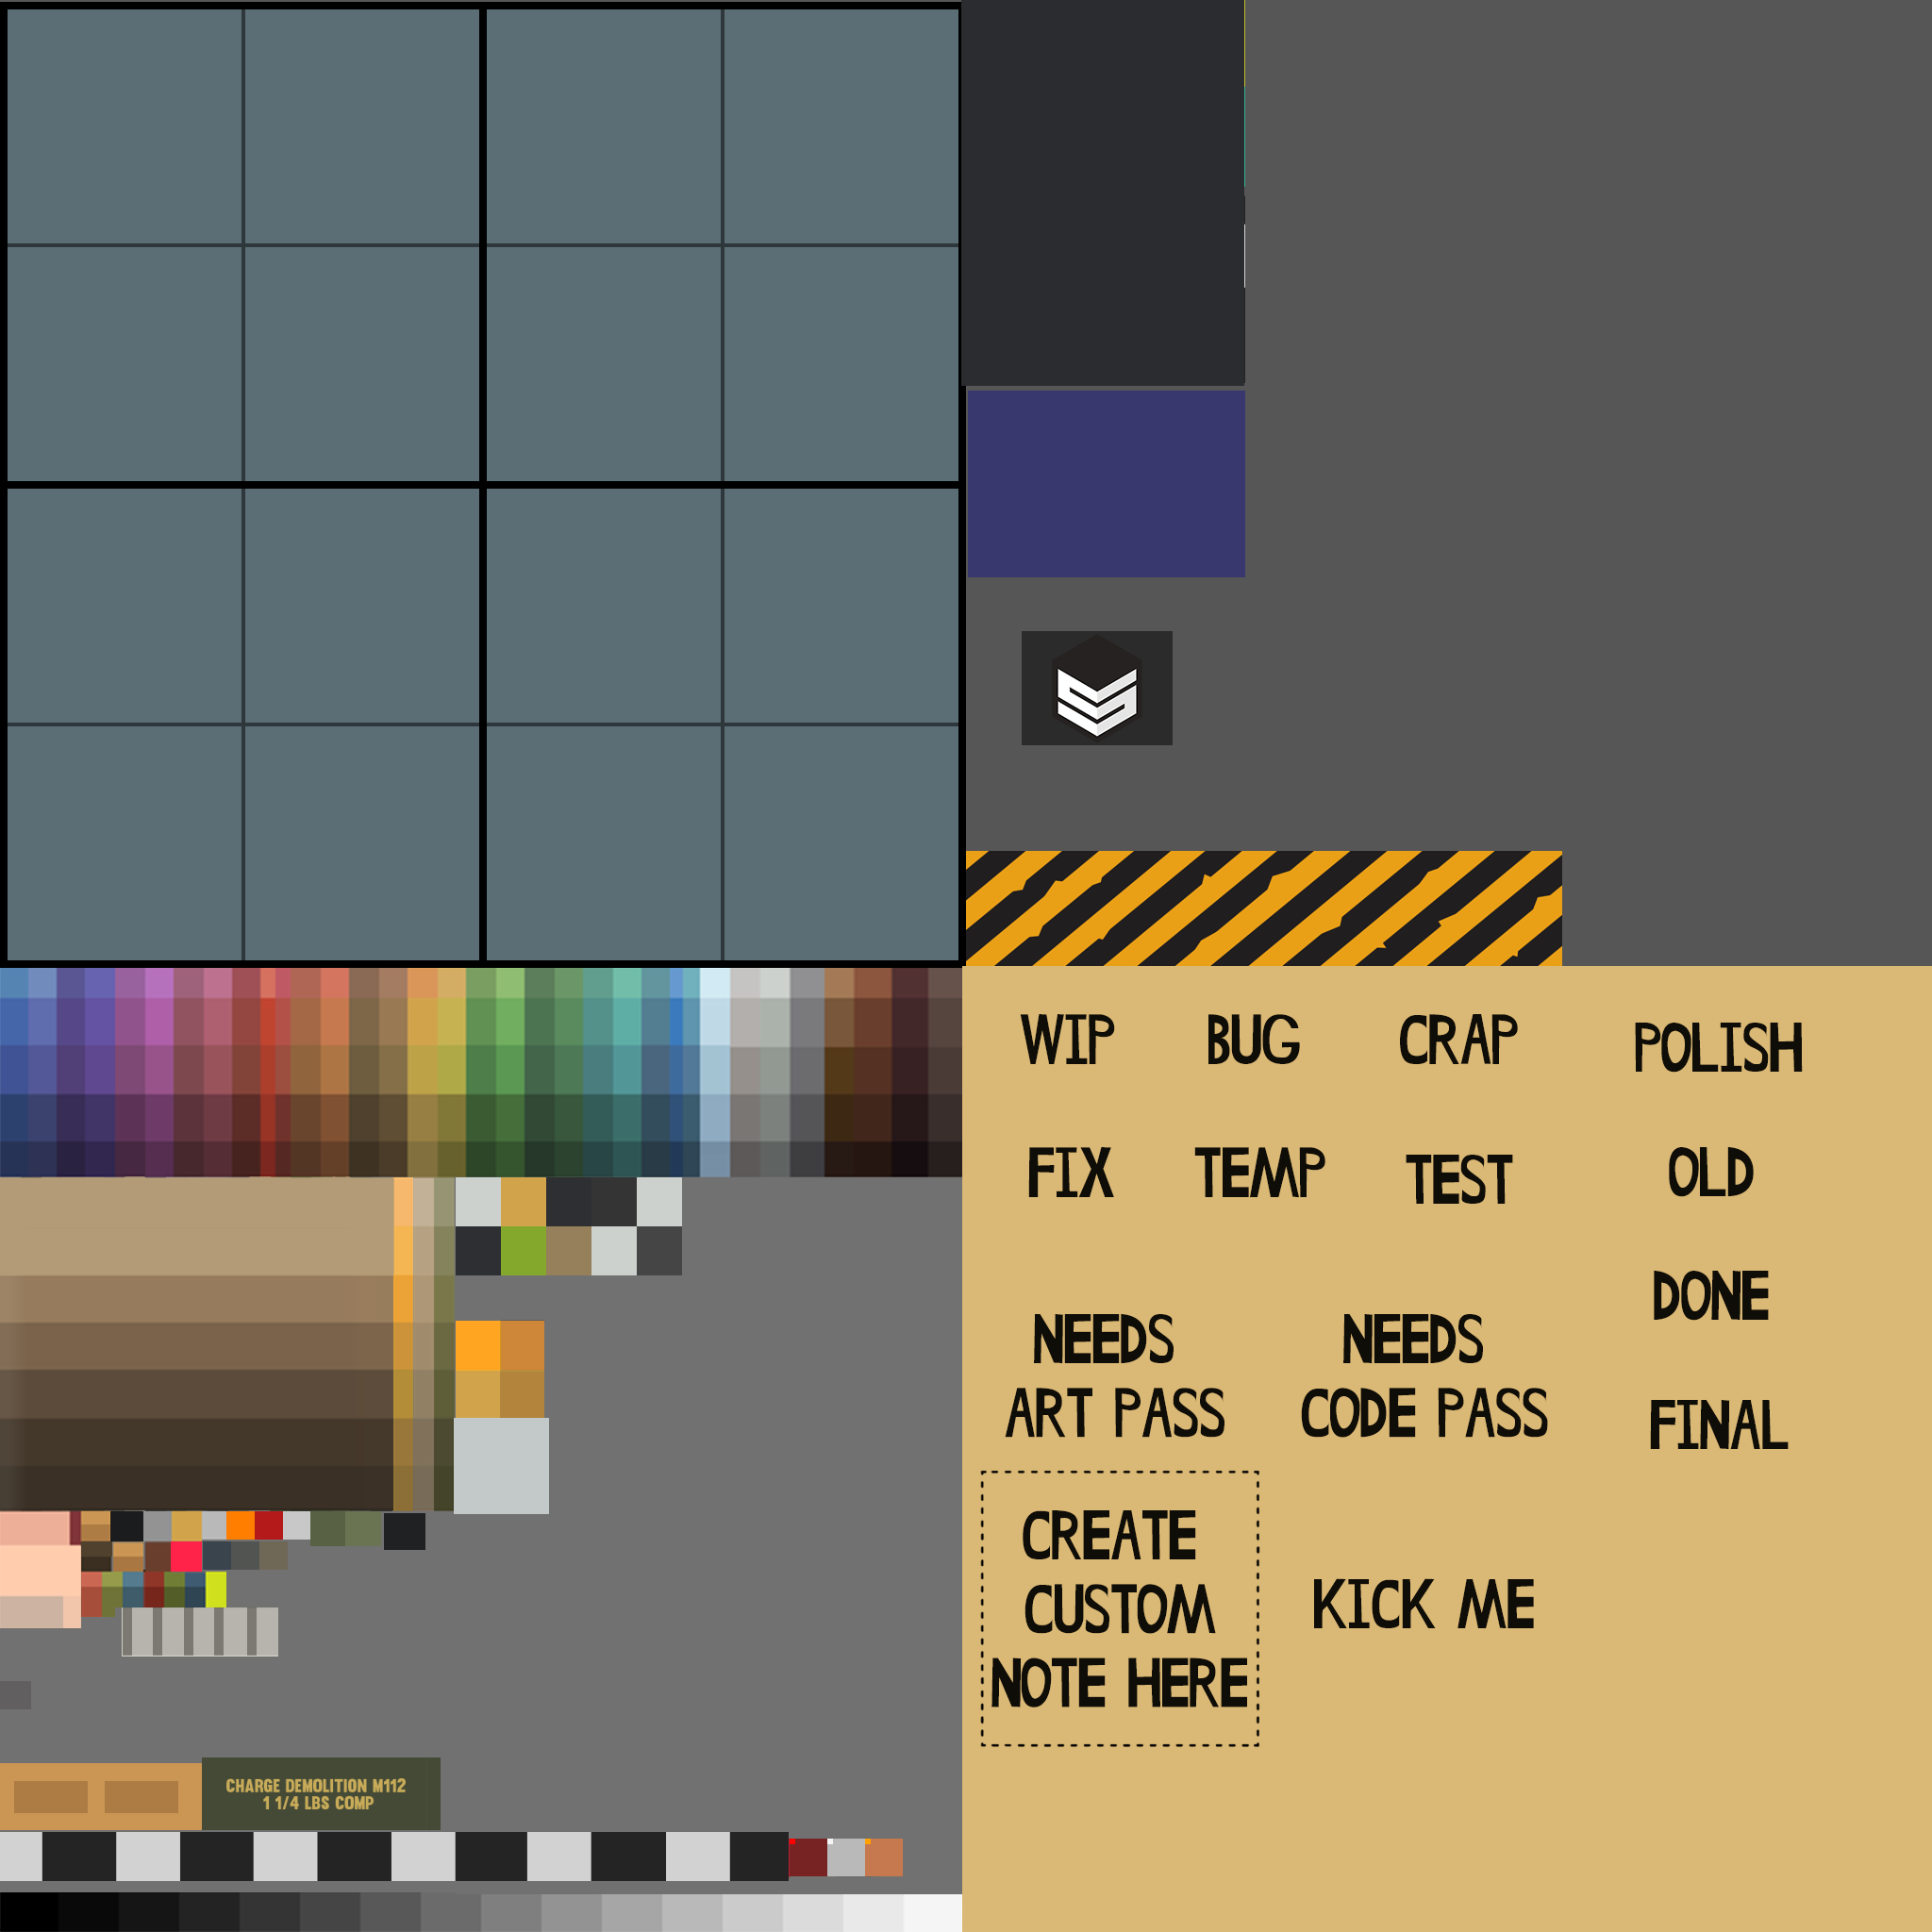 WIP
BUG
CRAP
POLISH
FIX
TEMP
TEST
OLD
DONE
NEEDS
ART PASS
NEEDS
CODE PASS
FINAL
CREATE
CUSTOM
NOTE HERE
KICK ME
CHARGE DEMOLITION M112
1 1/4 LBS COMP